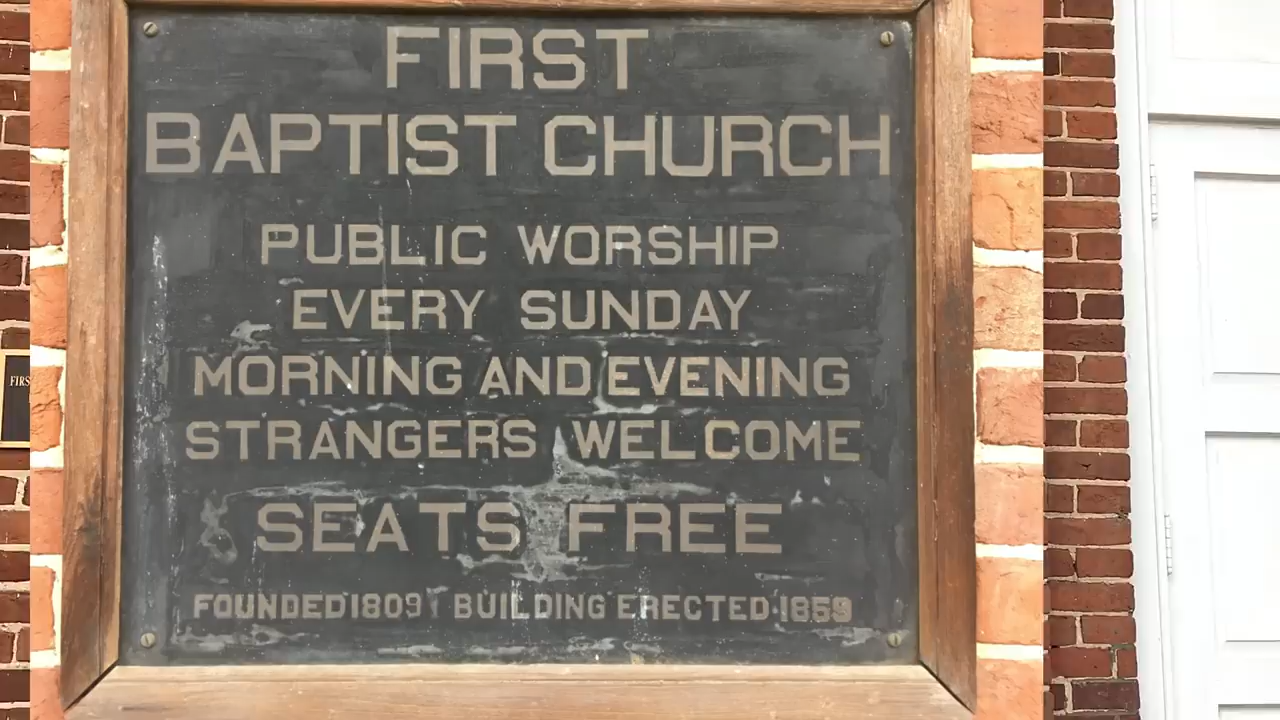 FIRST
BAPTIST CHURCH
PUBLIC WORSHIP
EVERY SUNDAY
MORNING AND EVENING
STRANGERS WELCOME
SEATS FREE
FOUNDED 1809 BUILDING ERECTED 1859